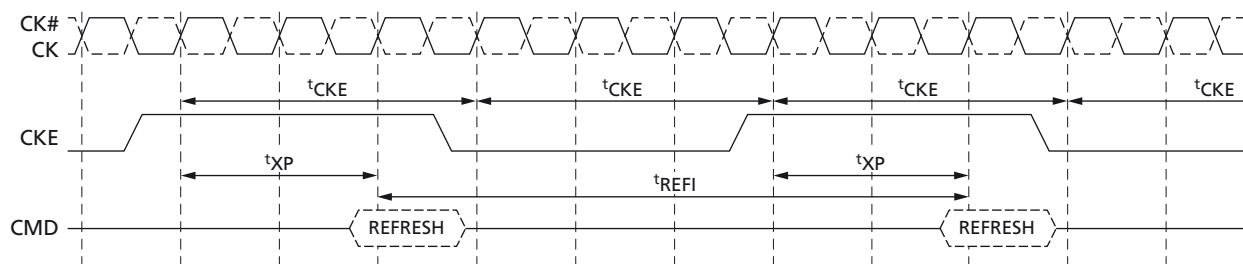 CK#
CK
tCKE tCKE tCKE tCKE
CKE
tXP tXP
tREFI
CMD REFRESH REFRESH